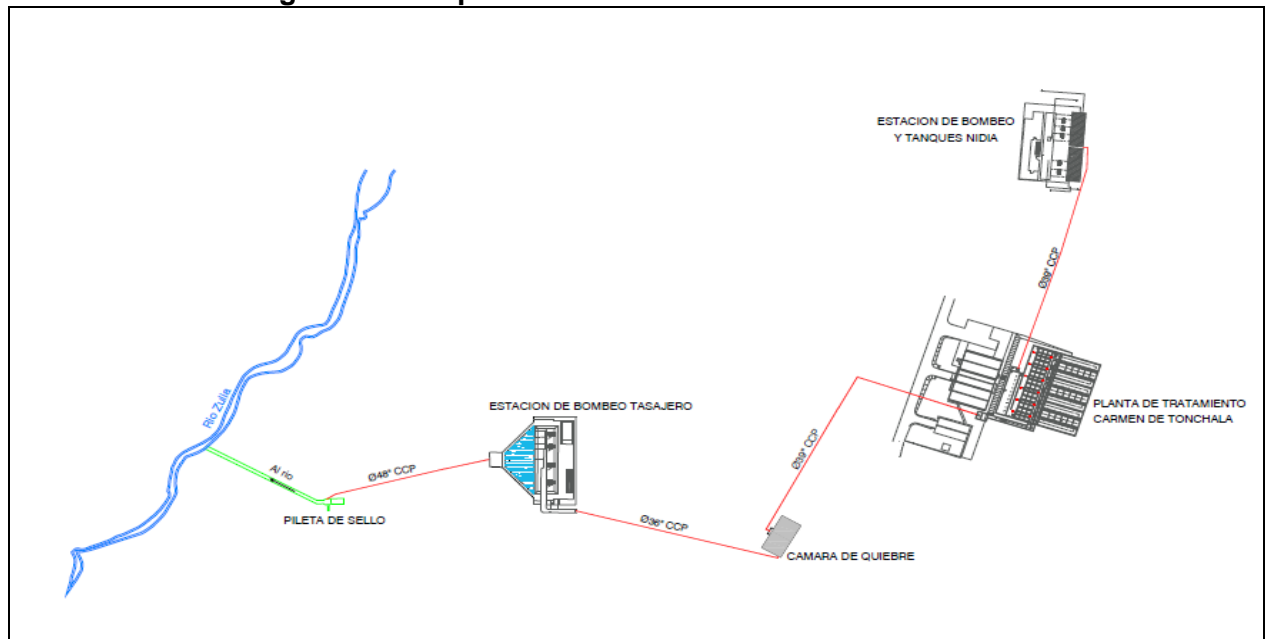 ESTACION DE BOMBEO
Y TANQUES NIDIA
Ø39" CCP
Rio Zulia
ESTACION DE BOMBEO TASAJERO
PLANTA DE TRATAMIENTO
CARMEN DE TONCHALA
Ø39" CCP
Al rio
Ø48" CCP
PILETA DE SELLO
Ø36" CCP
CAMARA DE QUIEBRE